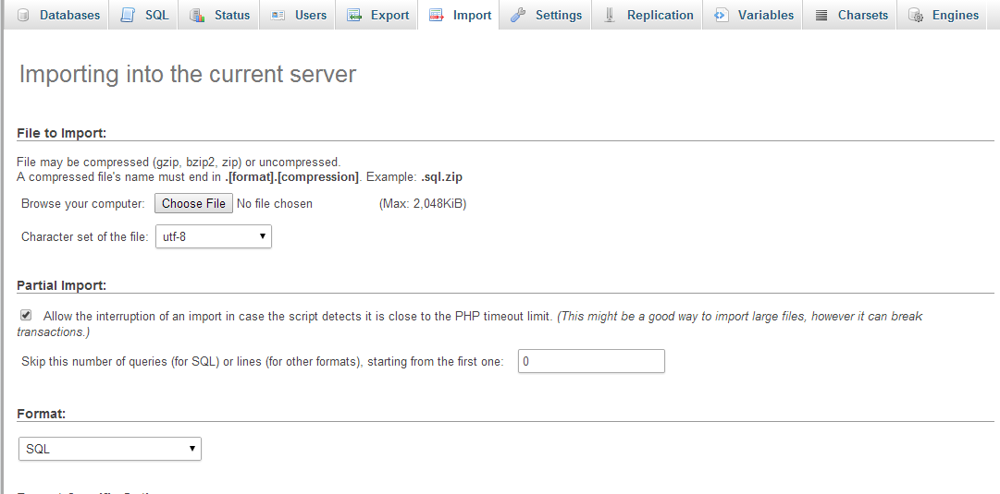 Databases SQL Status Users Export Import Settings Replication Variables Charsets Engines
Importing into the current server
File to Import:
File may be compressed (gzip, bzip2, zip) or uncompressed.
A compressed file's name must end in .[format].[compression]. Example: .sql.zip
Browse your computer: Choose File No file chosen (Max: 2,048KiB)
Character set of the file: utf-8
Partial Import:
Allow the interruption of an import in case the script detects it is close to the PHP timeout limit. (This might be a good way to import large files, however it can break
transactions.)
Skip this number of queries (for SQL) or lines (for other formats), starting from the first one: 0
Format:
SQL